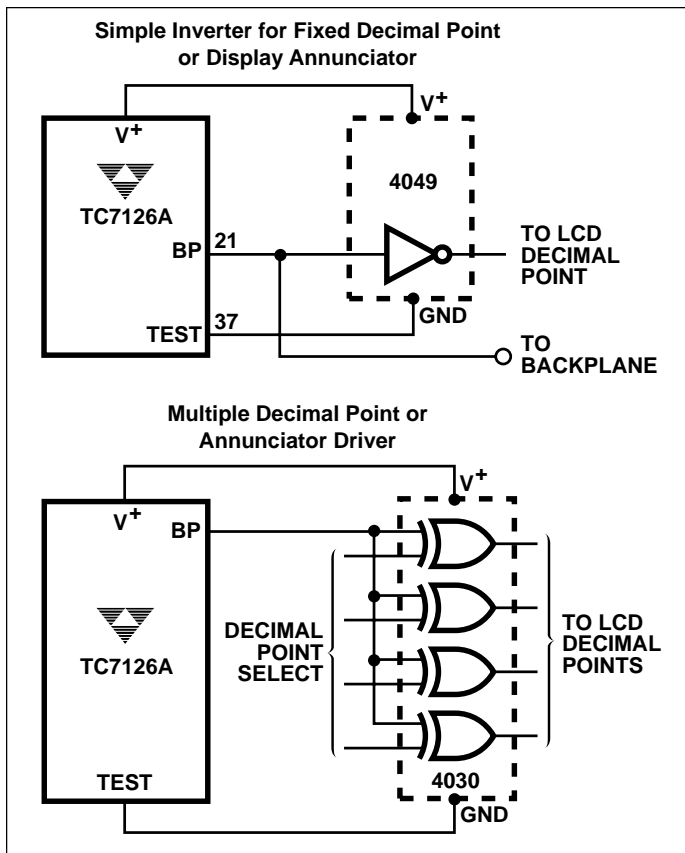 Simple Inverter for Fixed Decimal Point
or Display Annunciator
V+
V+
4049
TC7126A
BP
21
TO LCD
DECIMAL
POINT
GND
TEST
37
TO
BACKPLANE
Multiple Decimal Point or
Annunciator Driver
V+
V+
BP
TC7126A
DECIMAL
POINT
SELECT
TO LCD
DECIMAL
POINTS
4030
TEST
GND